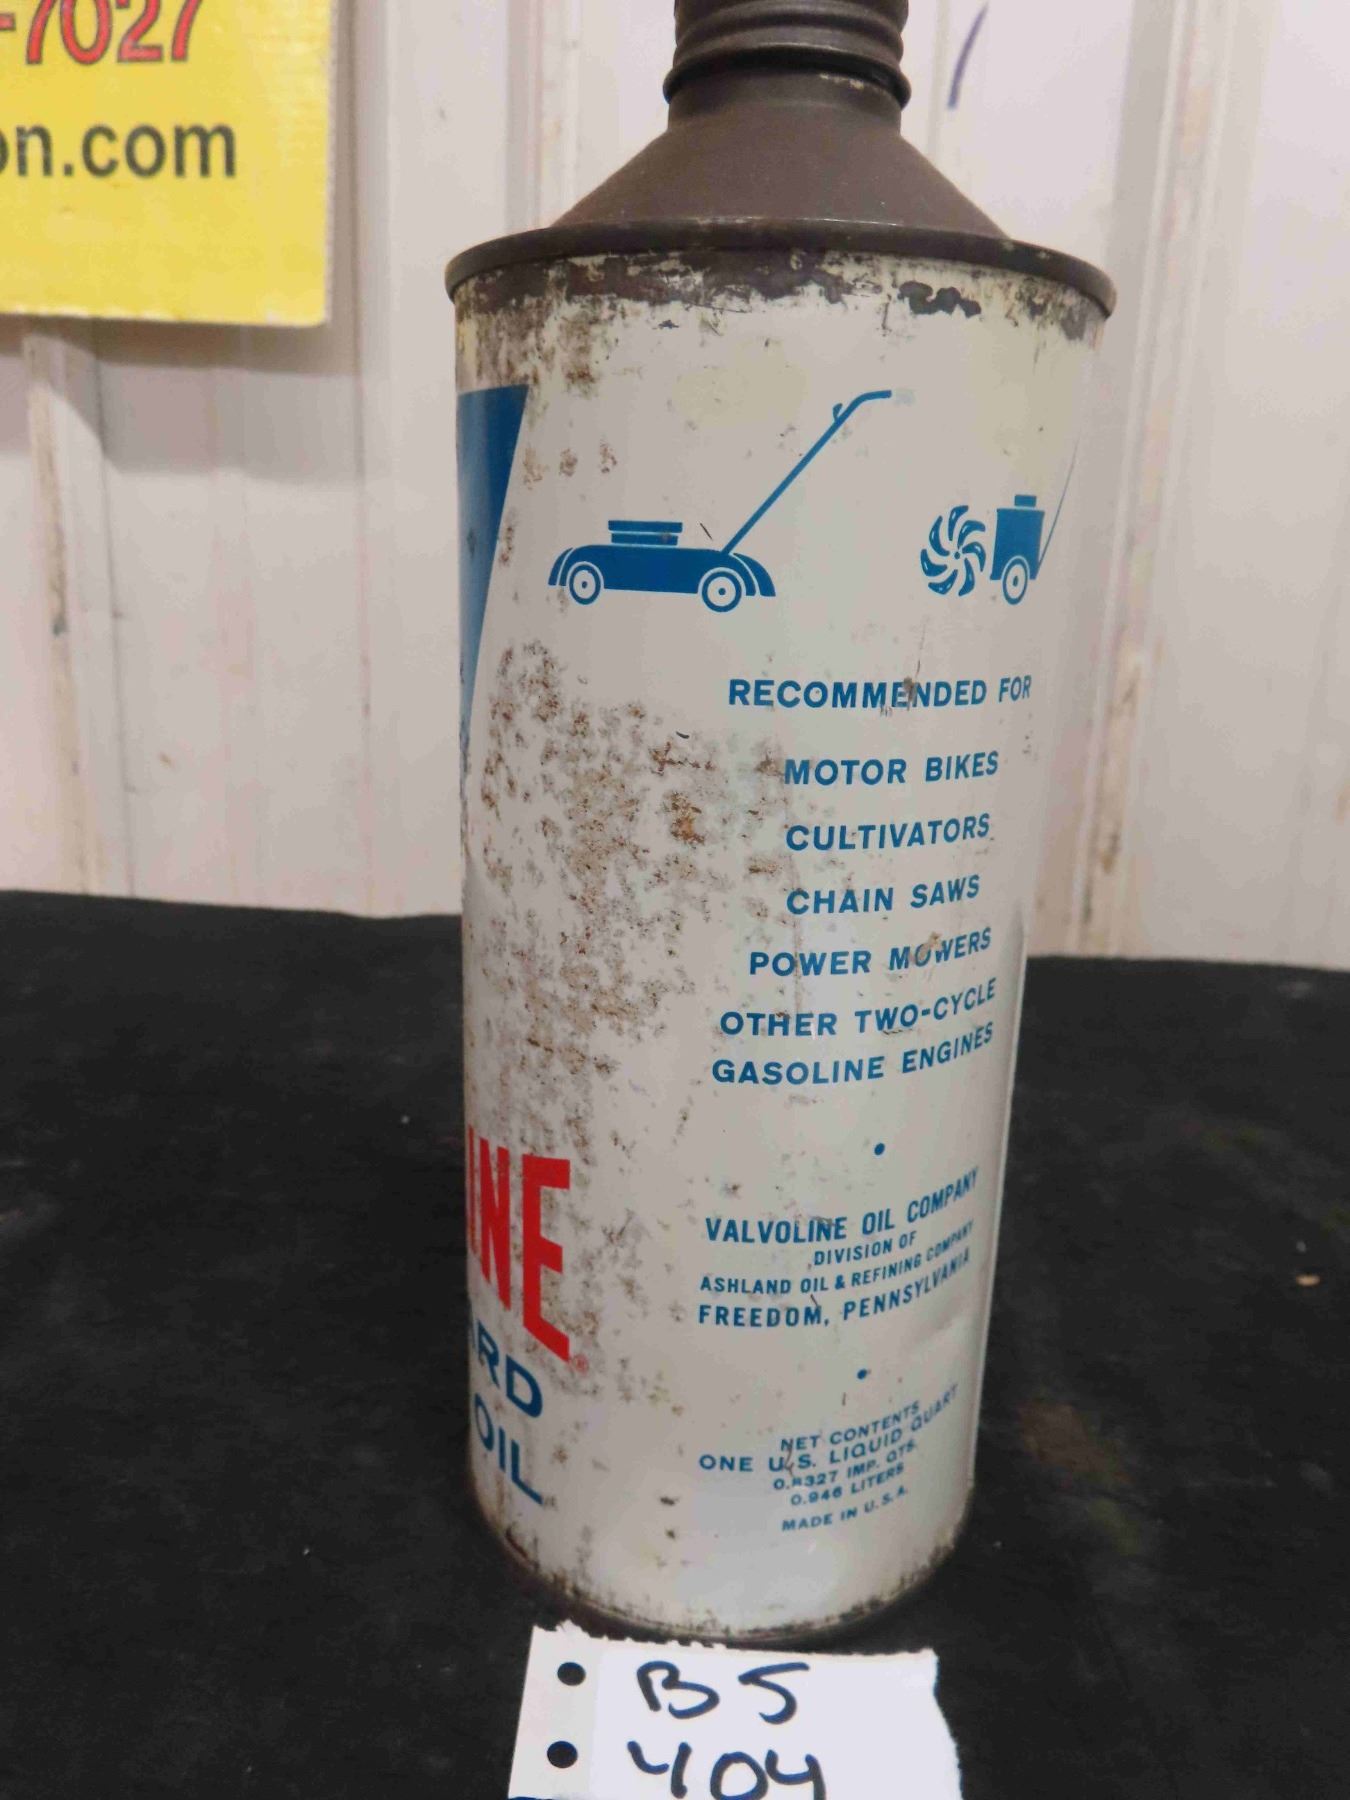 -7027
on.com
RECOMMENDED FOR
MOTOR BIKES
CULTIVATORS
CHAIN SAWS
POWER MOWERS
OTHER TWO-CYCLE
GASOLINE ENGINES
VALVOLINE OIL COMPANY
DIVISION OF
ASHLAND OIL & REFINING COMPANY
FREEDOM, PENNSYLVANIA
NET CONTENTS
ONE U.S. LIQUID QUART
0.8327 IMP. QTS.
0.946 LITERS
MADE IN U.S.A.
INE®
ARD
OIL
B5
404